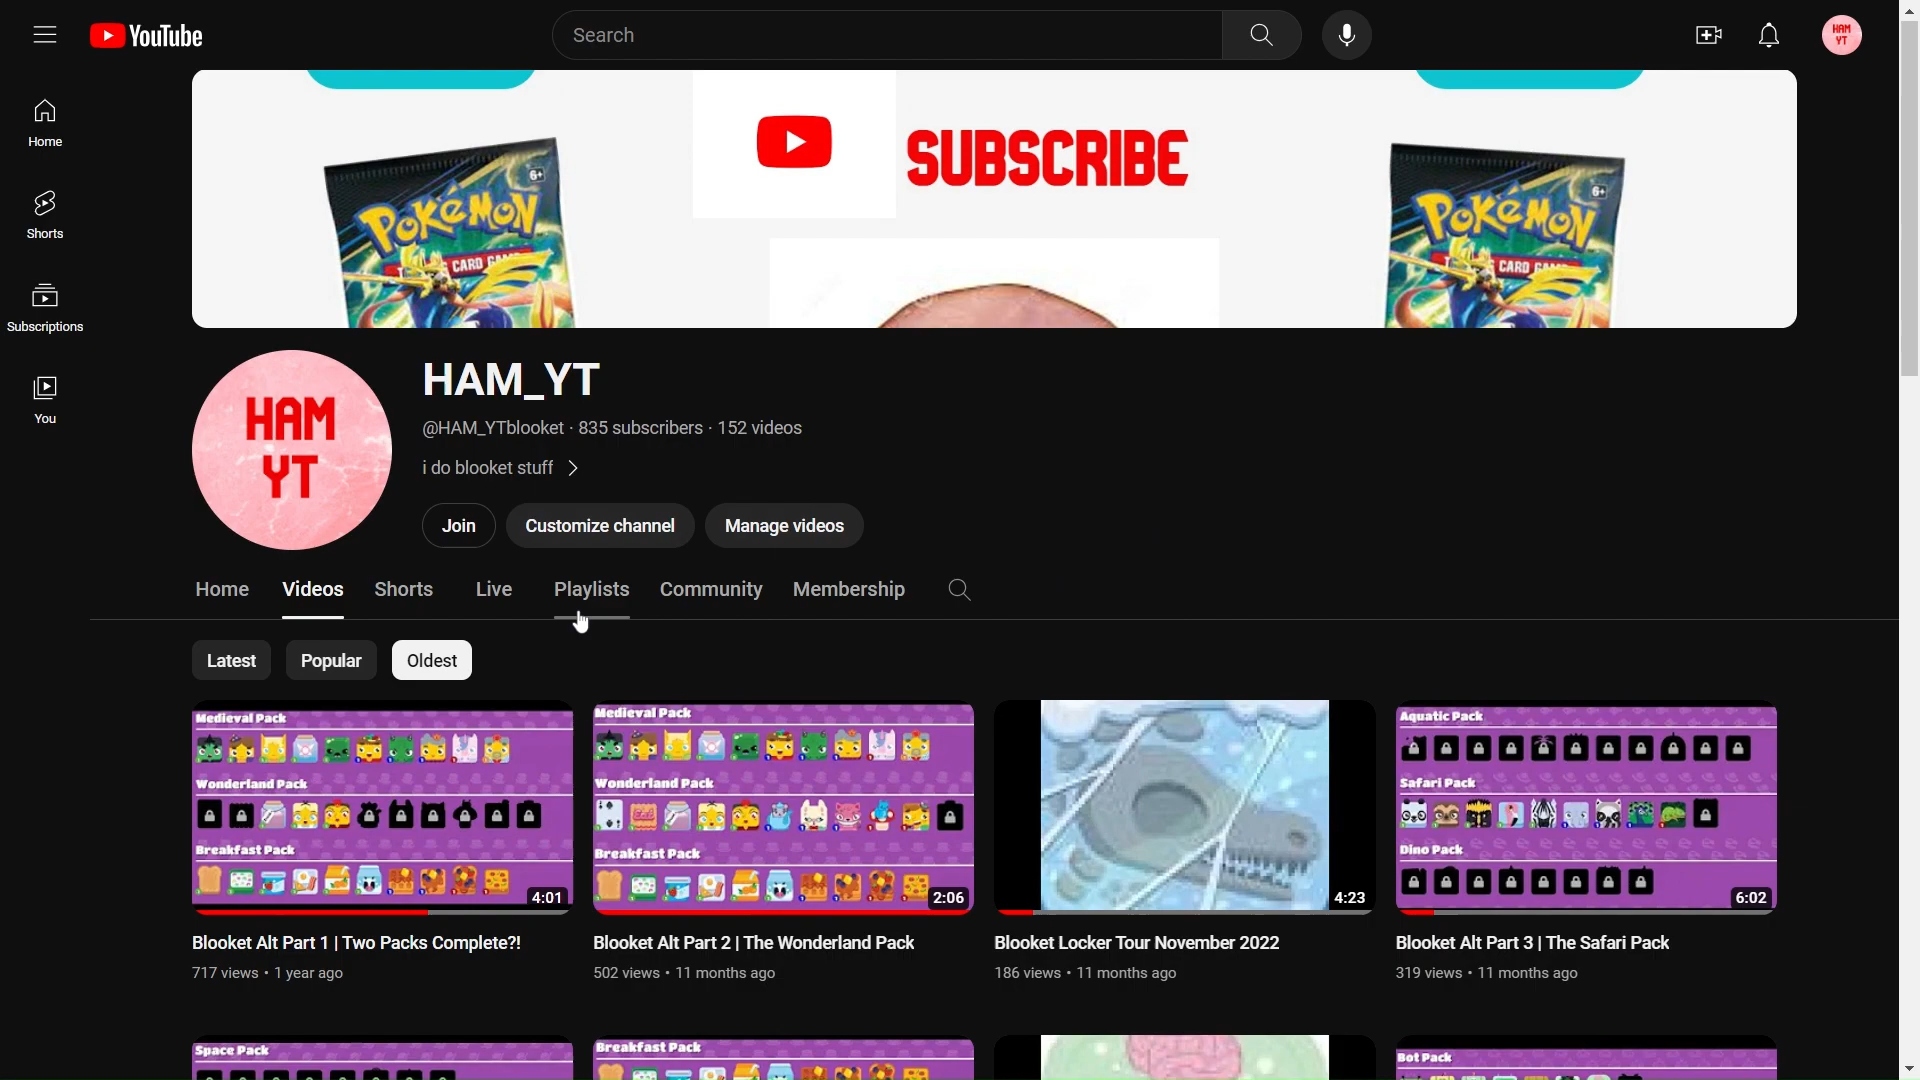 YouTube
Search
HAM
YT
Home
Shorts
Subscriptions
You
SUBSCRIBE
6+
POKéMON
CARD GA
6+
POKéMON
CARD GA
HAM
YT
HAM_YT
@HAM_YTblooket · 835 subscribers · 152 videos
i do blooket stuff
Join
Customize channel
Manage videos
Home
Videos
Shorts
Live
Playlists
Community
Membership
Latest
Popular
Oldest
Medieval Pack
Wonderland Pack
Breakfast Pack
4:01
Medieval Pack
Wonderland Pack
Breakfast Pack
2:06
4:23
Aquatic Pack
Safari Pack
Dino Pack
6:02
Blooket Alt Part 1 | Two Packs Complete?!
717 views • 1 year ago
Blooket Alt Part 2 | The Wonderland Pack
502 views • 11 months ago
Blooket Locker Tour November 2022
186 views • 11 months ago
Blooket Alt Part 3 | The Safari Pack
319 views • 11 months ago
Space Pack
Breakfast Pack
Bot Pack